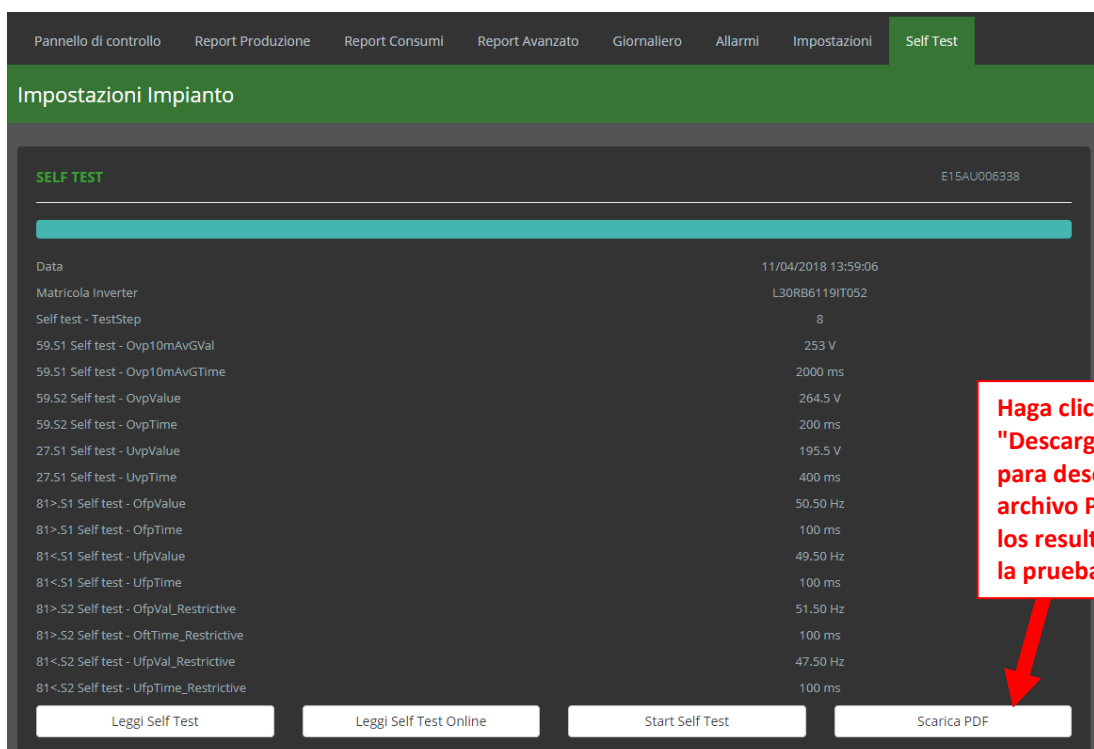 Pannello di controllo Report Produzione Report Consumi Report Avanzato Giornaliero Allarmi Impostazioni Self Test
Impostazioni Impianto
SELF TEST E15AU006338
Data 11/04/2018 13:59:06
Matricola Inverter L30RB6119IT052
Self test - TestStep 8
59.S1 Self test - Ovp10mAvGVal 253 V
59.S1 Self test - Ovp10mAvGTime 2000 ms
59.S2 Self test - OvpValue 264.5 V
59.S2 Self test - OvpTime 200 ms
27.S1 Self test - UvpValue 195.5 V
27.S1 Self test - UvpTime 400 ms
81>.S1 Self test - OfpValue 50.50 Hz
81>.S1 Self test - OfpTime 100 ms
81<.S1 Self test - UfpValue 49.50 Hz
81<.S1 Self test - UfpTime 100 ms
81>.S2 Self test - OfpVal_Restrictive 51.50 Hz
81>.S2 Self test - OftTime_Restrictive 100 ms
81<.S2 Self test - UfpVal_Restrictive 47.50 Hz
81<.S2 Self test - UfpTime_Restrictive 100 ms
Haga clic
"Descarg
para des
archivo P
los result
la prueba
Leggi Self Test Leggi Self Test Online Start Self Test Scarica PDF